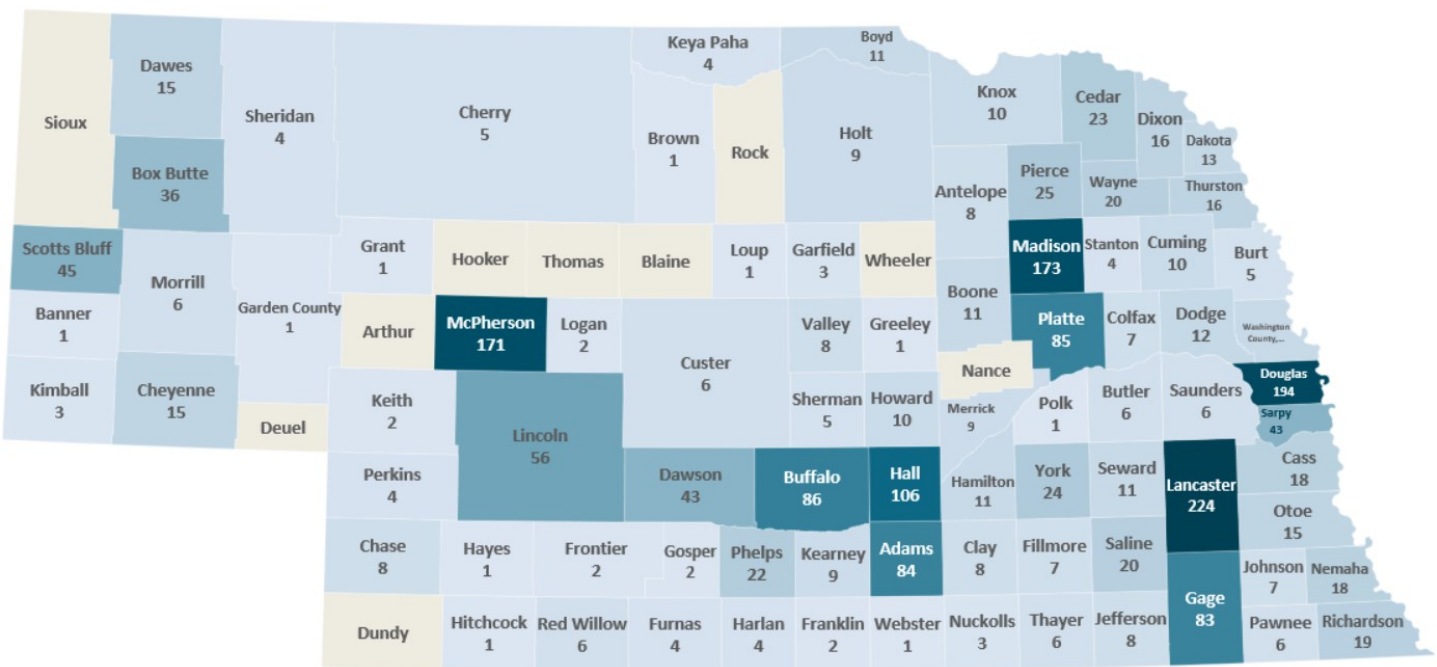 Keya Paha
4
Boyd
11
Dawes
15
Sioux
Sheridan
4
Cherry
5
Brown
1
Rock
Holt
9
Knox
10
Cedar
23
Dixon
16
Dakota
13
Box Butte
36
Antelope
8
Pierce
25
Wayne
20
Thurston
16
Scotts Bluff
45
Morrill
6
Garden County
1
Grant
1
Hooker
Thomas
Blaine
Loup
1
Garfield
3
Wheeler
Madison
173
Stanton
4
Cuming
10
Burt
5
Banner
1
Arthur
McPherson
171
Logan
2
Custer
6
Valley
8
Greeley
1
Boone
11
Platte
85
Colfax
7
Dodge
12
Washington
County,...
Kimball
3
Cheyenne
15
Deuel
Keith
2
Lincoln
56
Sherman
5
Howard
10
Nance
Merrick
9
Polk
1
Butler
6
Saunders
6
Douglas
194
Sarpy
43
Perkins
4
Dawson
43
Buffalo
86
Hall
106
Hamilton
11
York
24
Seward
11
Lancaster
224
Cass
18
Otoe
15
Chase
8
Hayes
1
Frontier
2
Gosper
2
Phelps
22
Kearney
9
Adams
84
Clay
8
Fillmore
7
Saline
20
Gage
83
Johnson
7
Nemaha
18
Dundy
Hitchcock
1
Red Willow
6
Furnas
4
Harlan
4
Franklin
2
Webster
1
Nuckolls
3
Thayer
6
Jefferson
8
Pawnee
6
Richardson
19